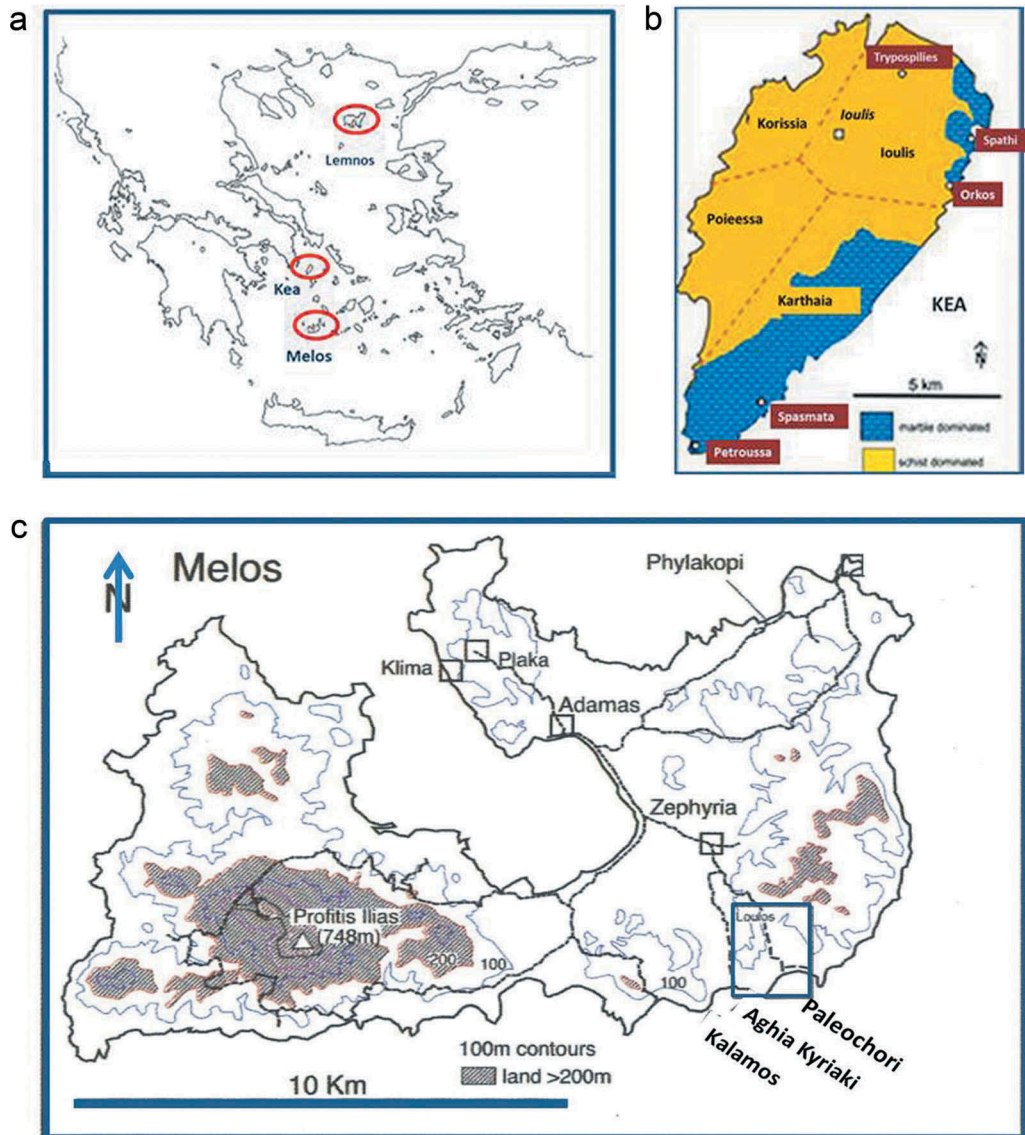 a
Lemnos
Kea
Melos
b
Trypospilies
Ioulis
Korissia
Ioulis
Spathi
Orkos
Poieessa
Karthaia
KEA
N
5 km
Spasmata
marble dominated
Petroussa
schist dominated
c
N
Melos
Phylakopi
Klima
Plaka
Adamas
Zephyria
Profitis Ilias
(748m)
Loulos
200
100
100
Paleochori
Aghia Kyriaki
Kalamos
100m contours
land >200m
10 Km